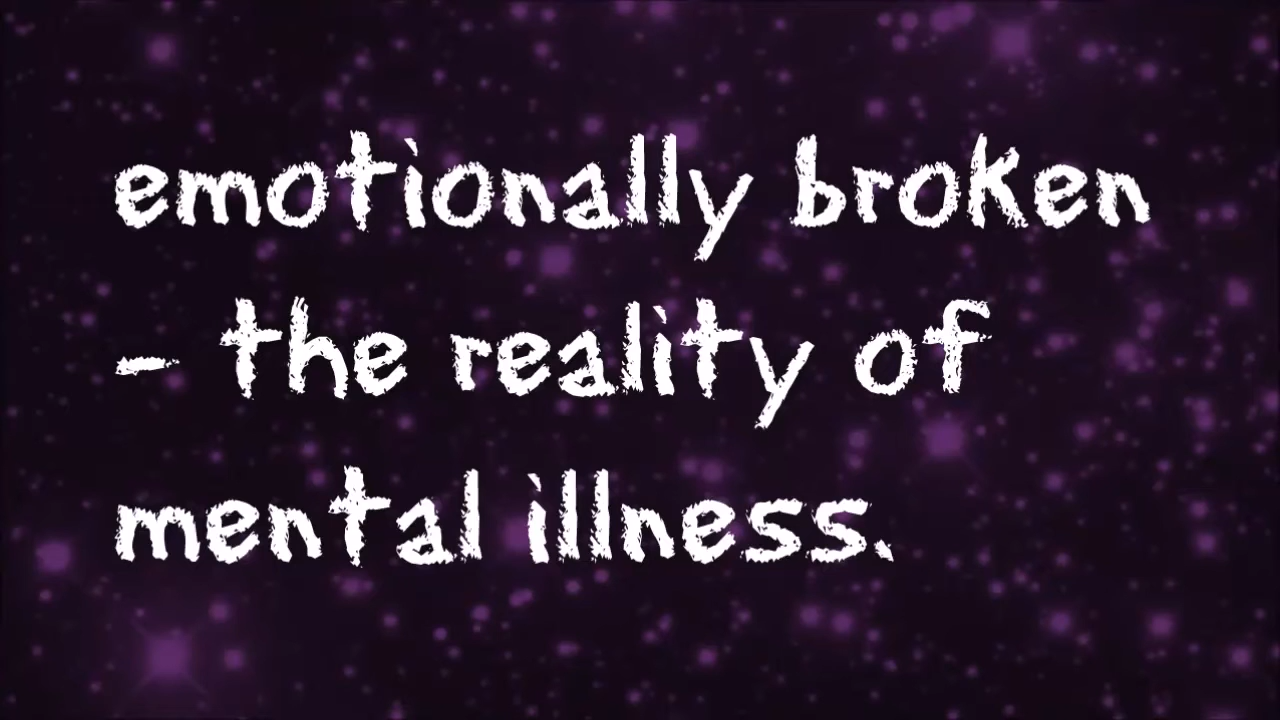 emotionally broken
- the reality of
mental illness.